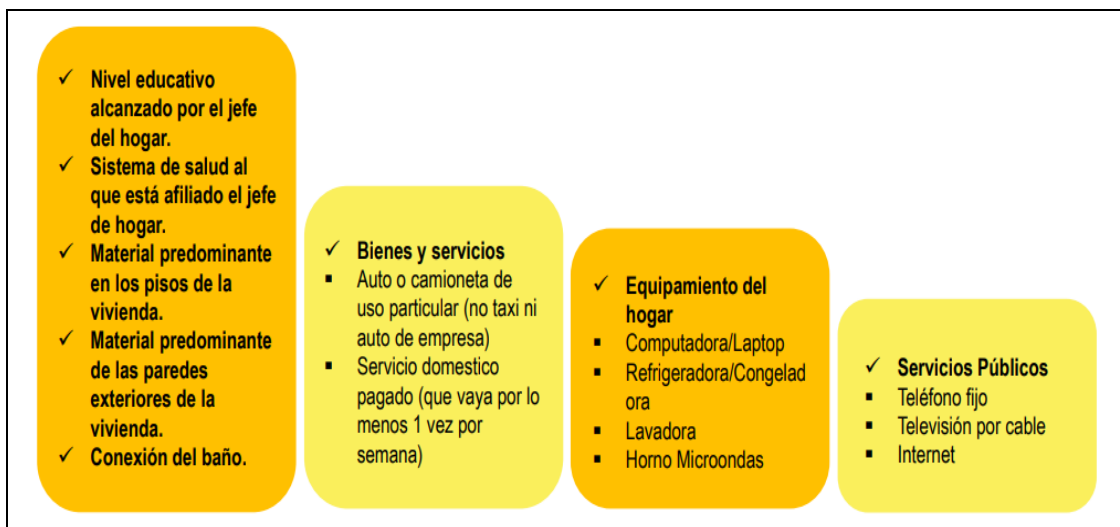 ✓ Nivel educativo
alcanzado por el jefe
del hogar.
✓ Sistema de salud al
que está afiliado el jefe
de hogar.
✓ Material predominante
en los pisos de la
vivienda.
✓ Material predominante
de las paredes
exteriores de la
vivienda.
✓ Conexión del baño.
✓ Bienes y servicios
▪ Auto o camioneta de
uso particular (no taxi ni
auto de empresa)
▪ Servicio domestico
pagado (que vaya por lo
menos 1 vez por
semana)
✓ Equipamiento del
hogar
▪ Computadora/Laptop
▪ Refrigeradora/Congelad
ora
▪ Lavadora
▪ Horno Microondas
✓ Servicios Públicos
▪ Teléfono fijo
▪ Televisión por cable
▪ Internet